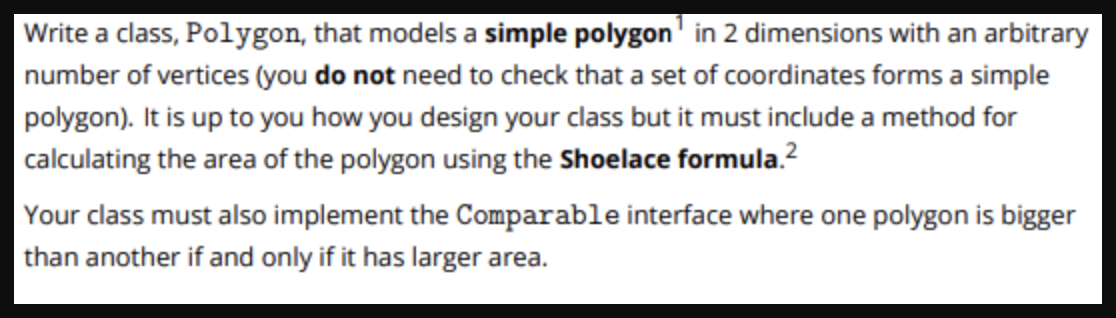 Write a class, Polygon, that models a simple polygon1 in 2 dimensions with an arbitrary
number of vertices (you do not need to check that a set of coordinates forms a simple
polygon). It is up to you how you design your class but it must include a method for
calculating the area of the polygon using the Shoelace formula.2
Your class must also implement the Comparable interface where one polygon is bigger
than another if and only if it has larger area.